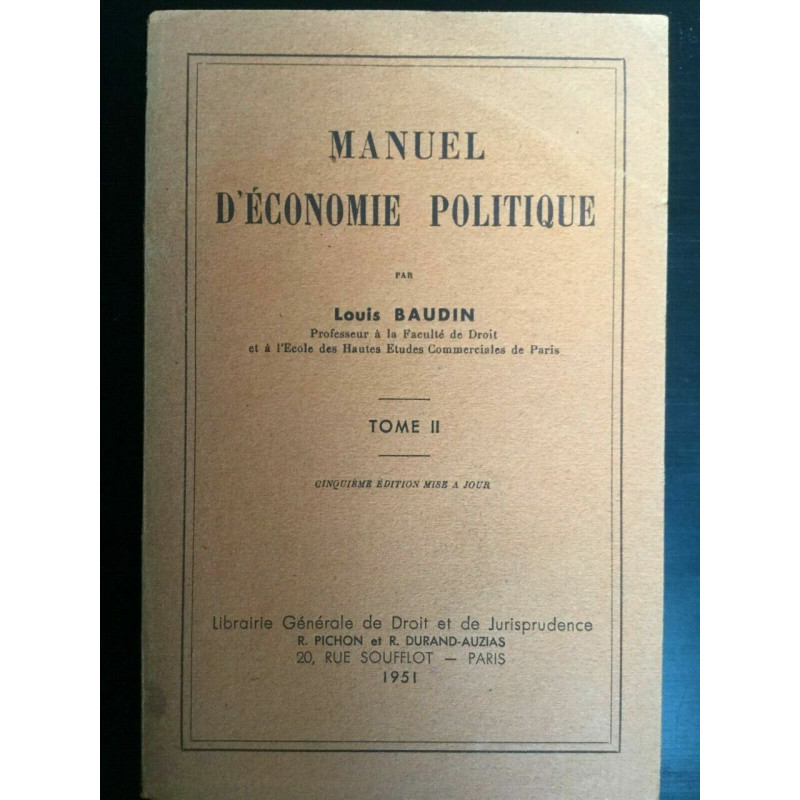 MANUEL
D'ÉCONOMIE POLITIQUE
PAR
Louis BAUDIN
Professeur à la Faculté de Droit
et à l'Ecole des Hautes Etudes Commerciales de Paris
TOME II
CINQUIÈME ÉDITION MISE A JOUR
Librairie Générale de Droit et de Jurisprudence
R. PICHON et R. DURAND-AUZIAS
20, RUE SOUFFLOT — PARIS
1951